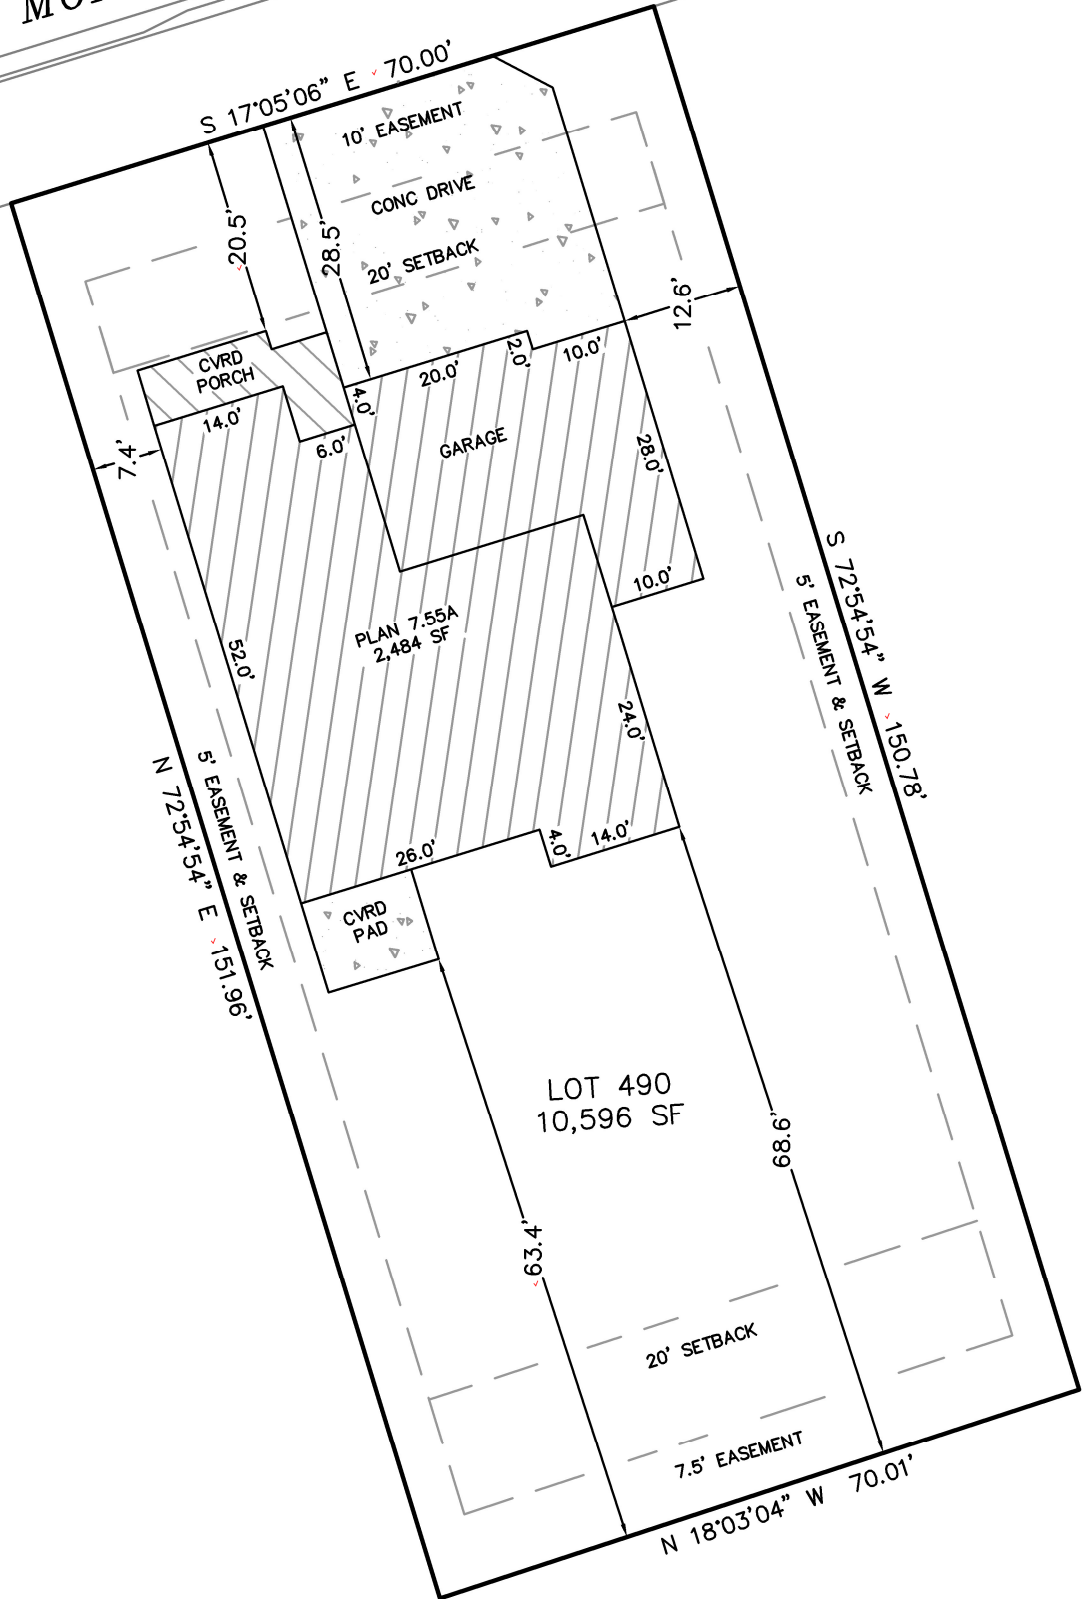 S 17°05'06" E 70.00'
10' EASEMENT
CONC DRIVE
20' SETBACK
20.5'
28.5'
12.6'
CVRD
PORCH
2.0'
10.0'
20.0'
4.0'
14.0'
6.0'
7.4'
GARAGE
28.0'
10.0'
PLAN 7.55A
2,484 SF
52.0'
24.0'
S 72°54'54" W 150.78'
5' EASEMENT & SETBACK
N 72°54'54" E 151.96'
5' EASEMENT & SETBACK
26.0'
4.0'
14.0'
CVRD
PAD
LOT 490
10,596 SF
68.6'
63.4'
20' SETBACK
7.5' EASEMENT
N 18°03'04" W 70.01'